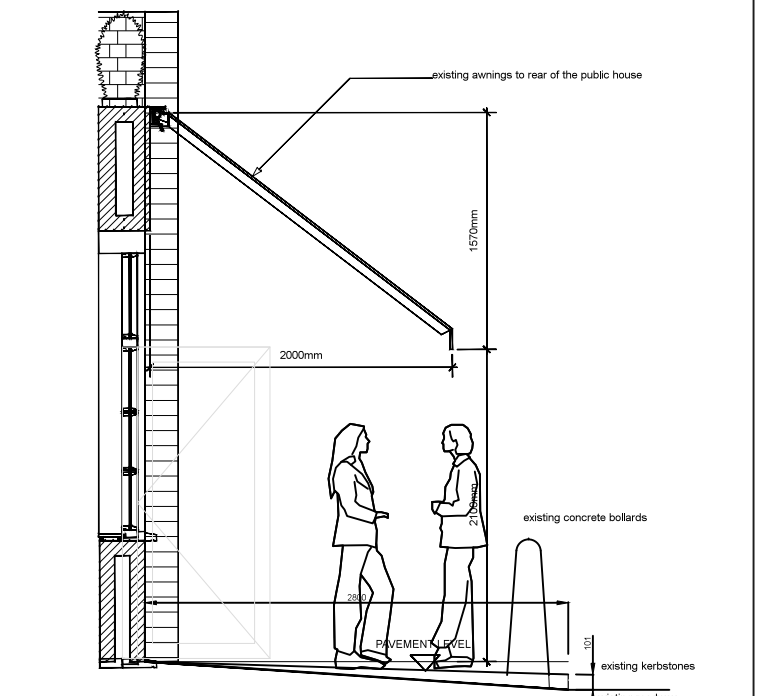 existing awnings to rear of the public house
1570mm
2000mm
2100mm
existing concrete bollards
2800
PAVEMENT LEVEL
101
existing kerbstones